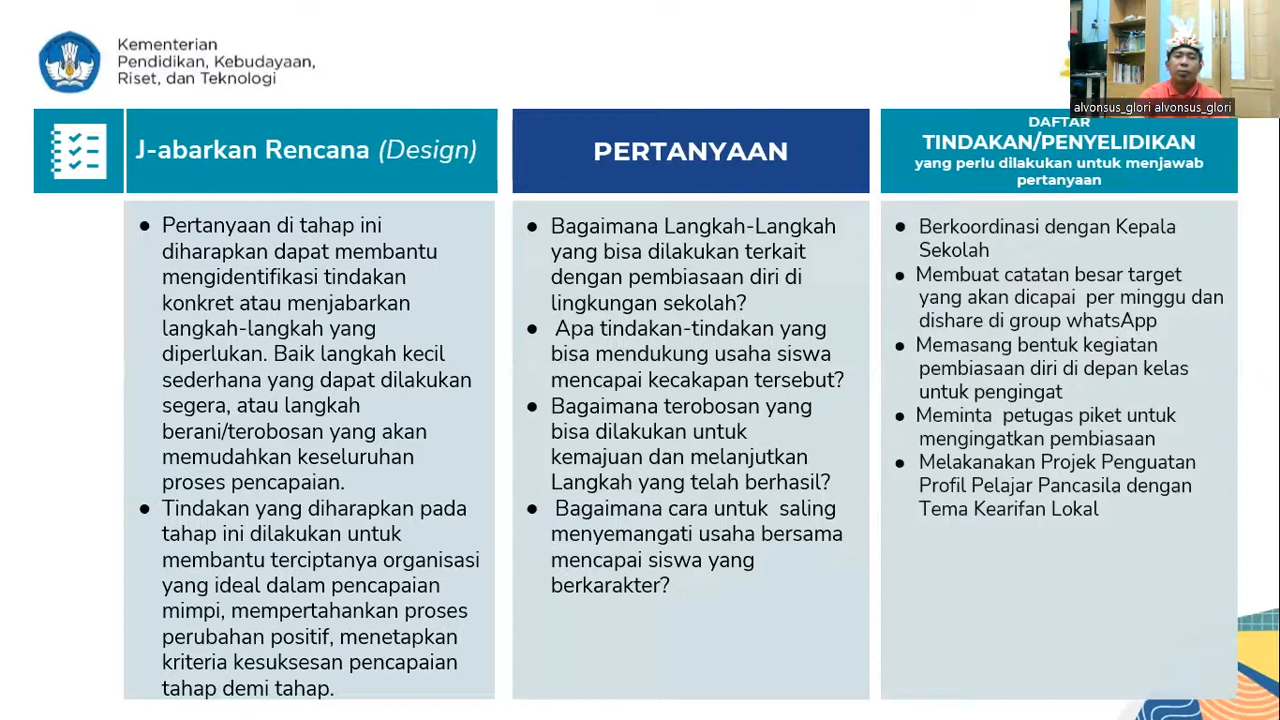 Kementerian
Pendidikan, Kebudayaan,
Riset, dan Teknologi
alvonsus_glori alvonsus_glori
J-abarkan Rencana (Design)
PERTANYAAN
DAFTAR
TINDAKAN/PENYELIDIKAN
yang perlu dilakukan untuk menjawab
pertanyaan
● Pertanyaan di tahap ini
diharapkan dapat membantu
mengidentifikasi tindakan
konkret atau menjabarkan
langkah-langkah yang
diperlukan. Baik langkah kecil
sederhana yang dapat dilakukan
segera, atau langkah
berani/terobosan yang akan
memudahkan keseluruhan
proses pencapaian.
● Tindakan yang diharapkan pada
tahap ini dilakukan untuk
membantu terciptanya organisasi
yang ideal dalam pencapaian
mimpi, mempertahankan proses
perubahan positif, menetapkan
kriteria kesuksesan pencapaian
tahap demi tahap.
● Bagaimana Langkah-Langkah
yang bisa dilakukan terkait
dengan pembiasaan diri di
lingkungan sekolah?
● Apa tindakan-tindakan yang
bisa mendukung usaha siswa
mencapai kecakapan tersebut?
● Bagaimana terobosan yang
bisa dilakukan untuk
kemajuan dan melanjutkan
Langkah yang telah berhasil?
● Bagaimana cara untuk saling
menyemangati usaha bersama
mencapai siswa yang
berkarakter?
● Berkoordinasi dengan Kepala
Sekolah
● Membuat catatan besar target
yang akan dicapai per minggu dan
dishare di group whatsApp
● Memasang bentuk kegiatan
pembiasaan diri di depan kelas
untuk pengingat
● Meminta petugas piket untuk
mengingatkan pembiasaan
● Melakanakan Projek Penguatan
Profil Pelajar Pancasila dengan
Tema Kearifan Lokal